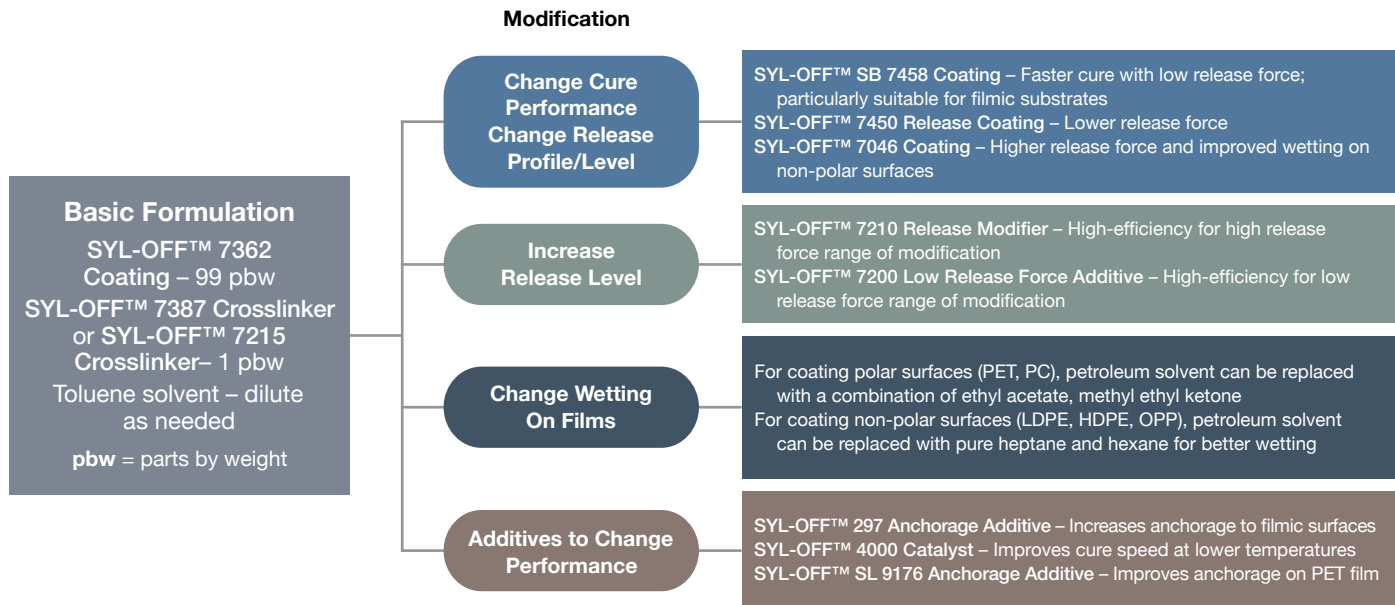 Modification
Basic Formulation
SYL-OFF™ 7362
Coating – 99 pbw
SYL-OFF™ 7387 Crosslinker
or SYL-OFF™ 7215
Crosslinker– 1 pbw
Toluene solvent – dilute
as needed
pbw = parts by weight
Change Cure
Performance
Change Release
Profile/Level
SYL-OFF™ SB 7458 Coating – Faster cure with low release force;
particularly suitable for filmic substrates
SYL-OFF™ 7450 Release Coating – Lower release force
SYL-OFF™ 7046 Coating – Higher release force and improved wetting on
non-polar surfaces
Increase
Release Level
SYL-OFF™ 7210 Release Modifier – High-efficiency for high release
force range of modification
SYL-OFF™ 7200 Low Release Force Additive – High-efficiency for low
release force range of modification
Change Wetting
On Films
For coating polar surfaces (PET, PC), petroleum solvent can be replaced
with a combination of ethyl acetate, methyl ethyl ketone
For coating non-polar surfaces (LDPE, HDPE, OPP), petroleum solvent
can be replaced with pure heptane and hexane for better wetting
Additives to Change
Performance
SYL-OFF™ 297 Anchorage Additive – Increases anchorage to filmic surfaces
SYL-OFF™ 4000 Catalyst – Improves cure speed at lower temperatures
SYL-OFF™ SL 9176 Anchorage Additive – Improves anchorage on PET film